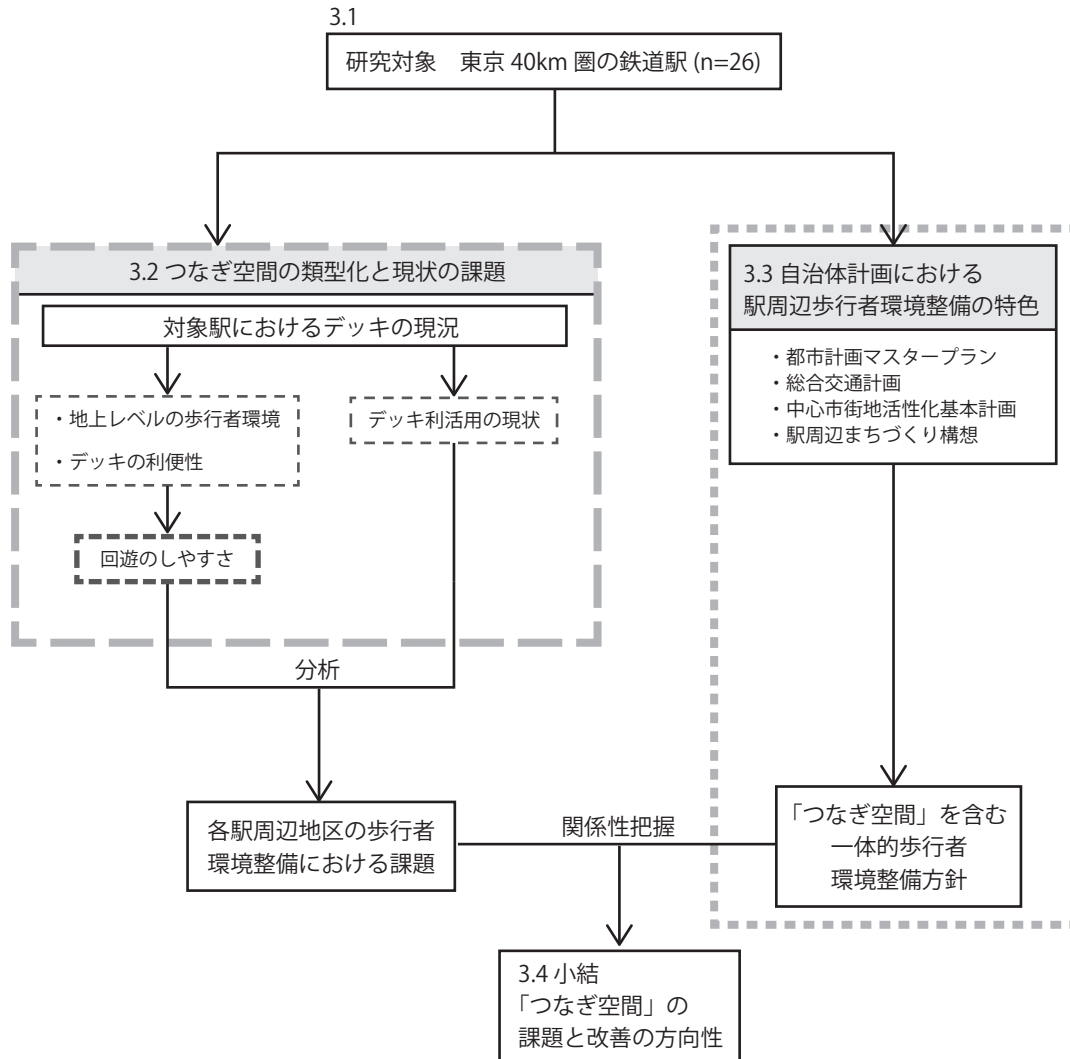 3.1
研究対象　東京 40km 圏の鉄道駅 (n=26)
3.2 つなぎ空間の類型化と現状の課題
対象駅におけるデッキの現況
・地上レベルの歩行者環境
・デッキの利便性
デッキ利活用の現状
回遊のしやすさ
分析
各駅周辺地区の歩行者
環境整備における課題
3.3 自治体計画における
駅周辺歩行者環境整備の特色
・都市計画マスタープラン
・総合交通計画
・中心市街地活性化基本計画
・駅周辺まちづくり構想
関係性把握
「つなぎ空間」を含む
一体的歩行者
環境整備方針
3.4 小結
「つなぎ空間」の
課題と改善の方向性